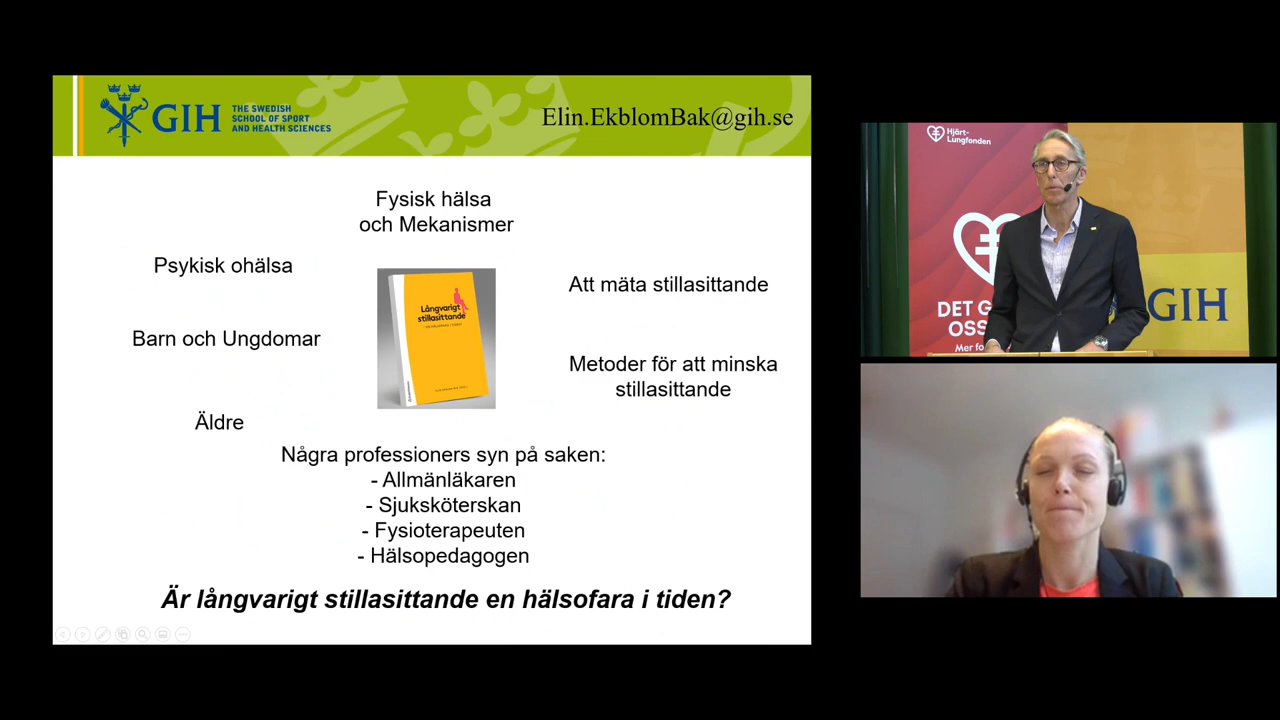 GIH
THE SWEDISH
SCHOOL OF SPORT
AND HEALTH SCIENCES
Elin.EkblomBak@gih.se
Fysisk hälsa
och Mekanismer
Psykisk ohälsa
Att mäta stillasittande
Långvarigt
stillasittande
Barn och Ungdomar
Metoder för att minska
stillasittande
Äldre
Några professioners syn på saken:
- Allmänläkaren
- Sjuksköterskan
- Fysioterapeuten
- Hälsopedagogen
Är långvarigt stillasittande en hälsofara i tiden?
Hjärt-
Lungfonden
DET G
OSS
Mer fo
GIH